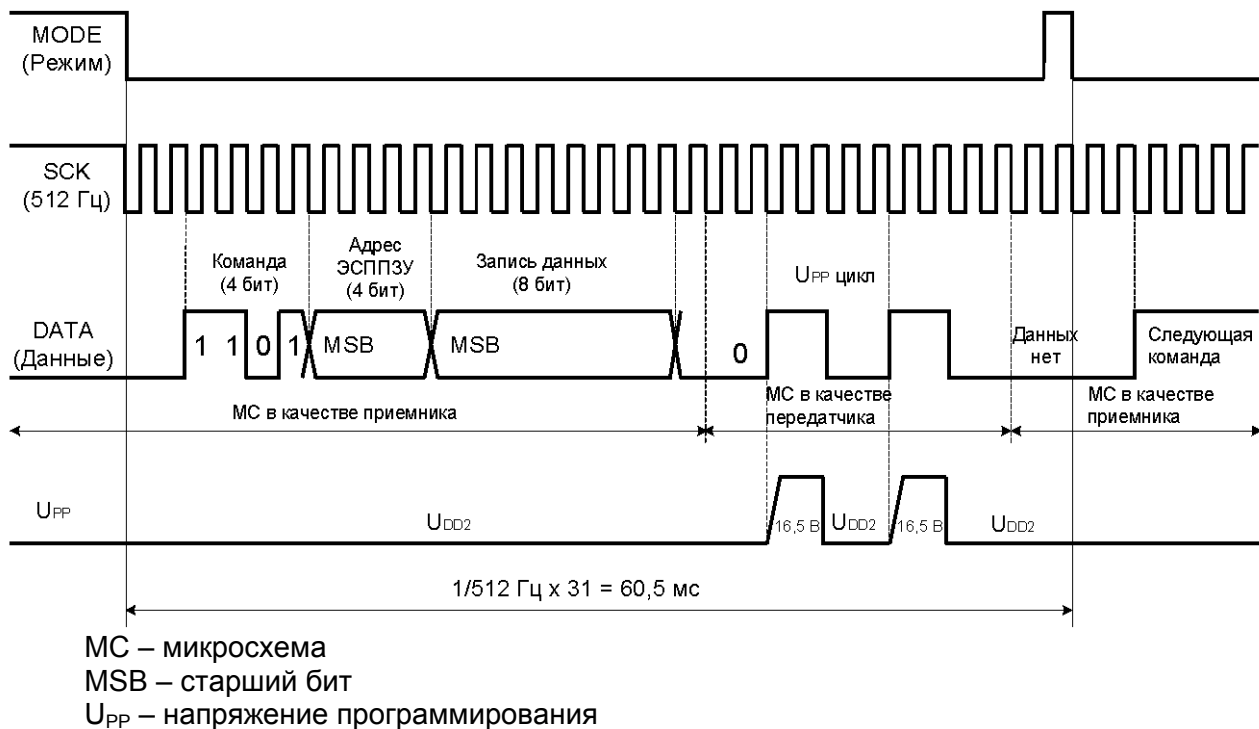 MODE
(Режим)
SCK
(512 Гц)
Команда
(4 бит)
Адрес
ЭСППЗУ
(4 бит)
Запись данных
(8 бит)
UPP цикл
DATA
(Данные)
1 1 0 1
MSB
MSB
0
Данных
нет
Следующая
команда
МС в качестве приемника
МС в качестве
передатчика
МС в качестве
приемника
UPP
UDD2
16,5 В
UDD2
16,5 В
UDD2
1/512 Гц x 31 = 60,5 мс
МС – микросхема
MSB – старший бит
UPP – напряжение программирования